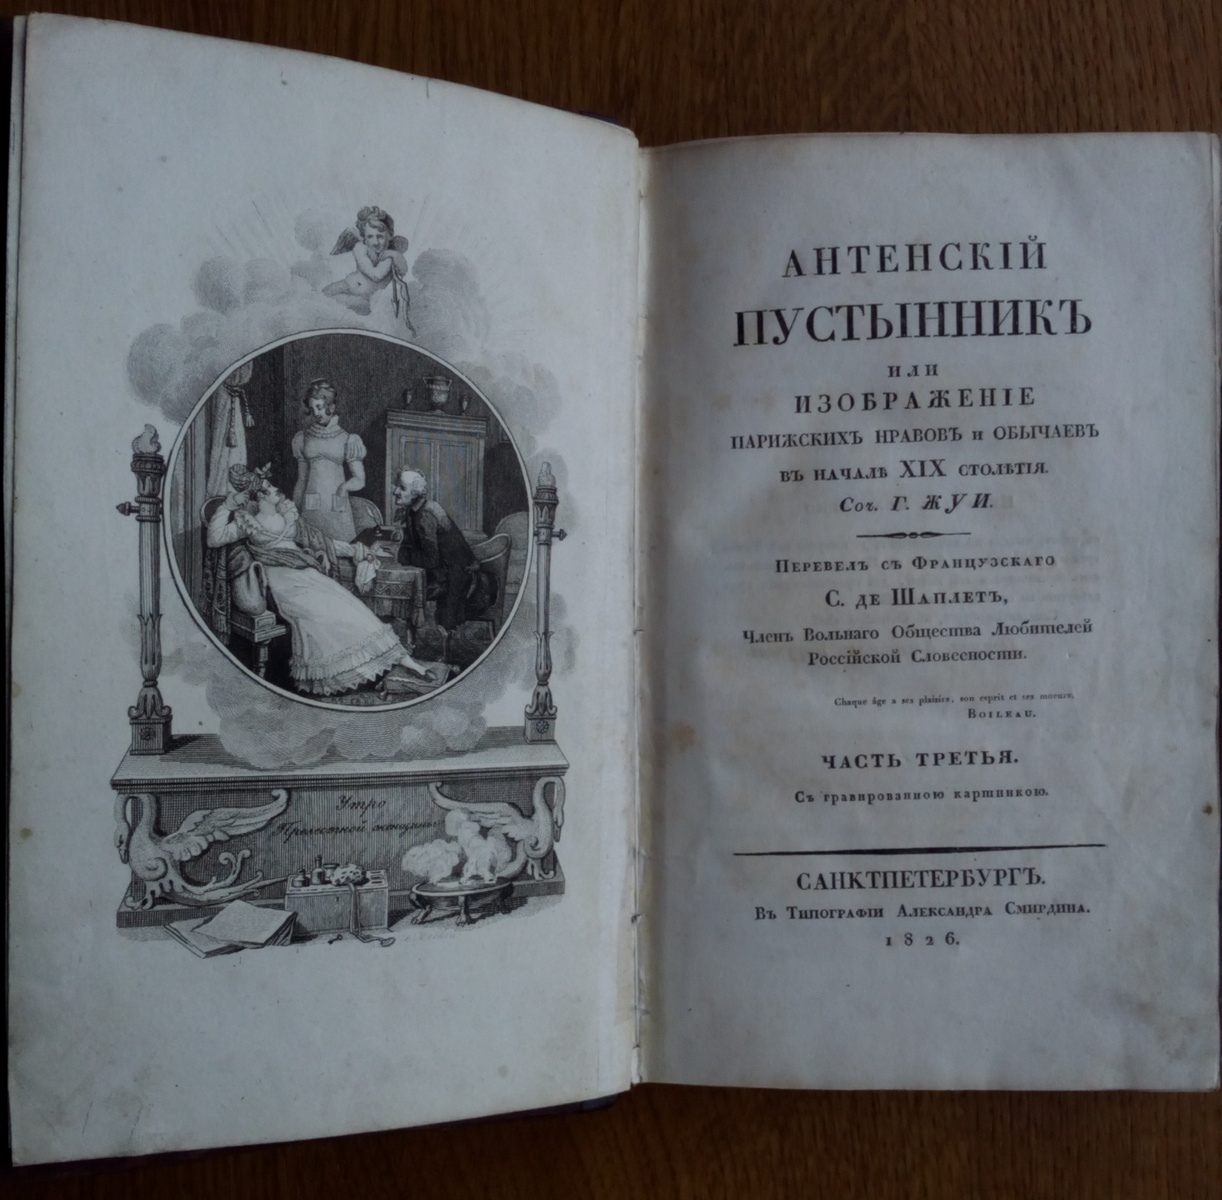 Утро
Прелестной женщины
АНТЕНСКІЙ
ПУСТЫННИКЪ
ИЛИ
ИЗОБРАЖЕНІЕ
ПАРИЖСКИХЪ НРАВОВЪ и ОБЫЧАЕВЪ
ВЪ НАЧАЛѢ XIX СТОЛѢТІЯ.
Соч. Г. ЖУИ.
Перевелъ съ Французскаго
С. де Шаплетъ,
Членъ Вольнаго Общества Любителей
Россійской Словесности.
Chaque âge a ses plaisirs, son esprit et ses moeurs.
Boileau.
ЧАСТЬ ТРЕТЬЯ.
Съ гравированною картинкою.
САНКТПЕТЕРБУРГЪ.
Въ Типографіи Александра Смирдина.
1826.